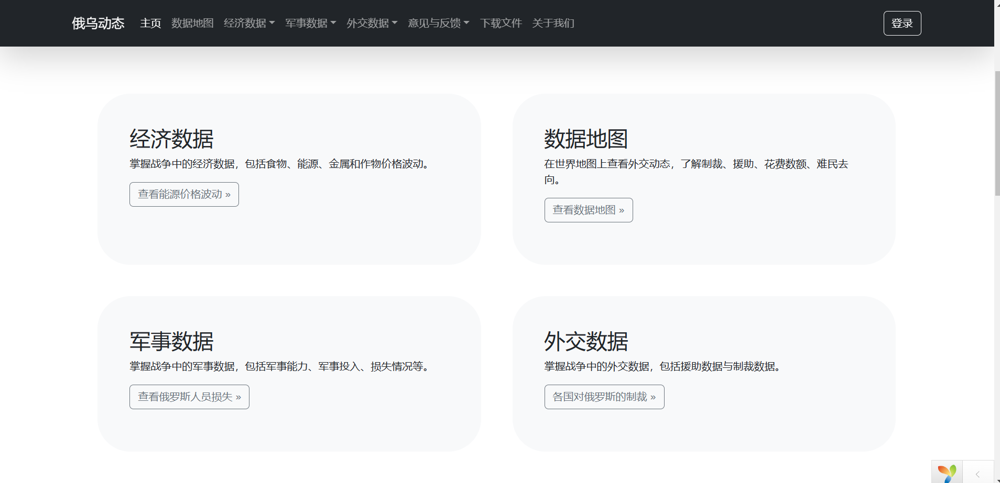 俄乌动态 主页 数据地图 经济数据 军事数据 外交数据 意见与反馈 下载文件 关于我们 登录
经济数据
掌握战争中的经济数据，包括食物、能源、金属和作物价格波动。
查看能源价格波动 »
数据地图
在世界地图上查看外交动态，了解制裁、援助、花费数额、难民去
向。
查看数据地图 »
军事数据
掌握战争中的军事数据，包括军事能力、军事投入、损失情况等。
查看俄罗斯人员损失 »
外交数据
掌握战争中的外交数据，包括援助数据与制裁数据。
各国对俄罗斯的制裁 »